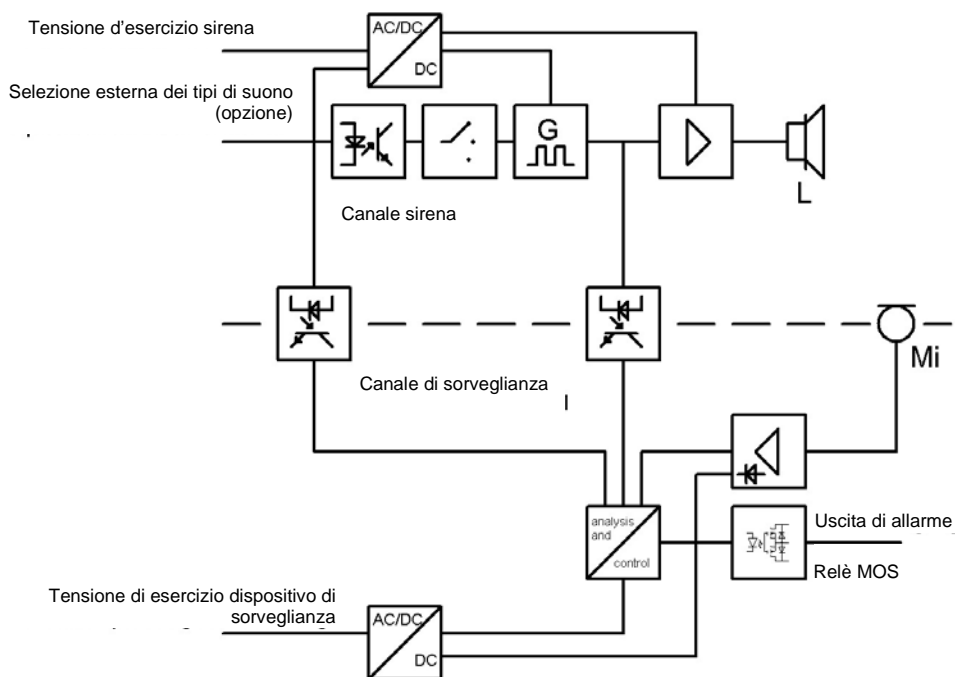 Tensione d'esercizio sirena
AC/DC
DC
Selezione esterna dei tipi di suono
(opzione)
G
L
Canale sirena
Mi
Canale di sorveglianza
analysis
and
control
Uscita di allarme
Relè MOS
Tensione di esercizio dispositivo di
sorveglianza
AC/DC
DC